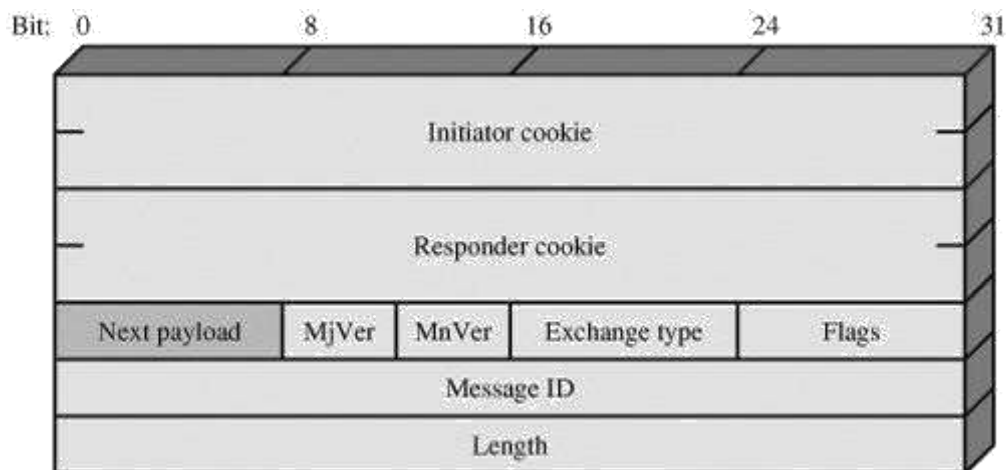 Bit: 0 8 16 24 31
Initiator cookie
Responder cookie
Next payload MjVer MnVer Exchange type Flags
Message ID
Length